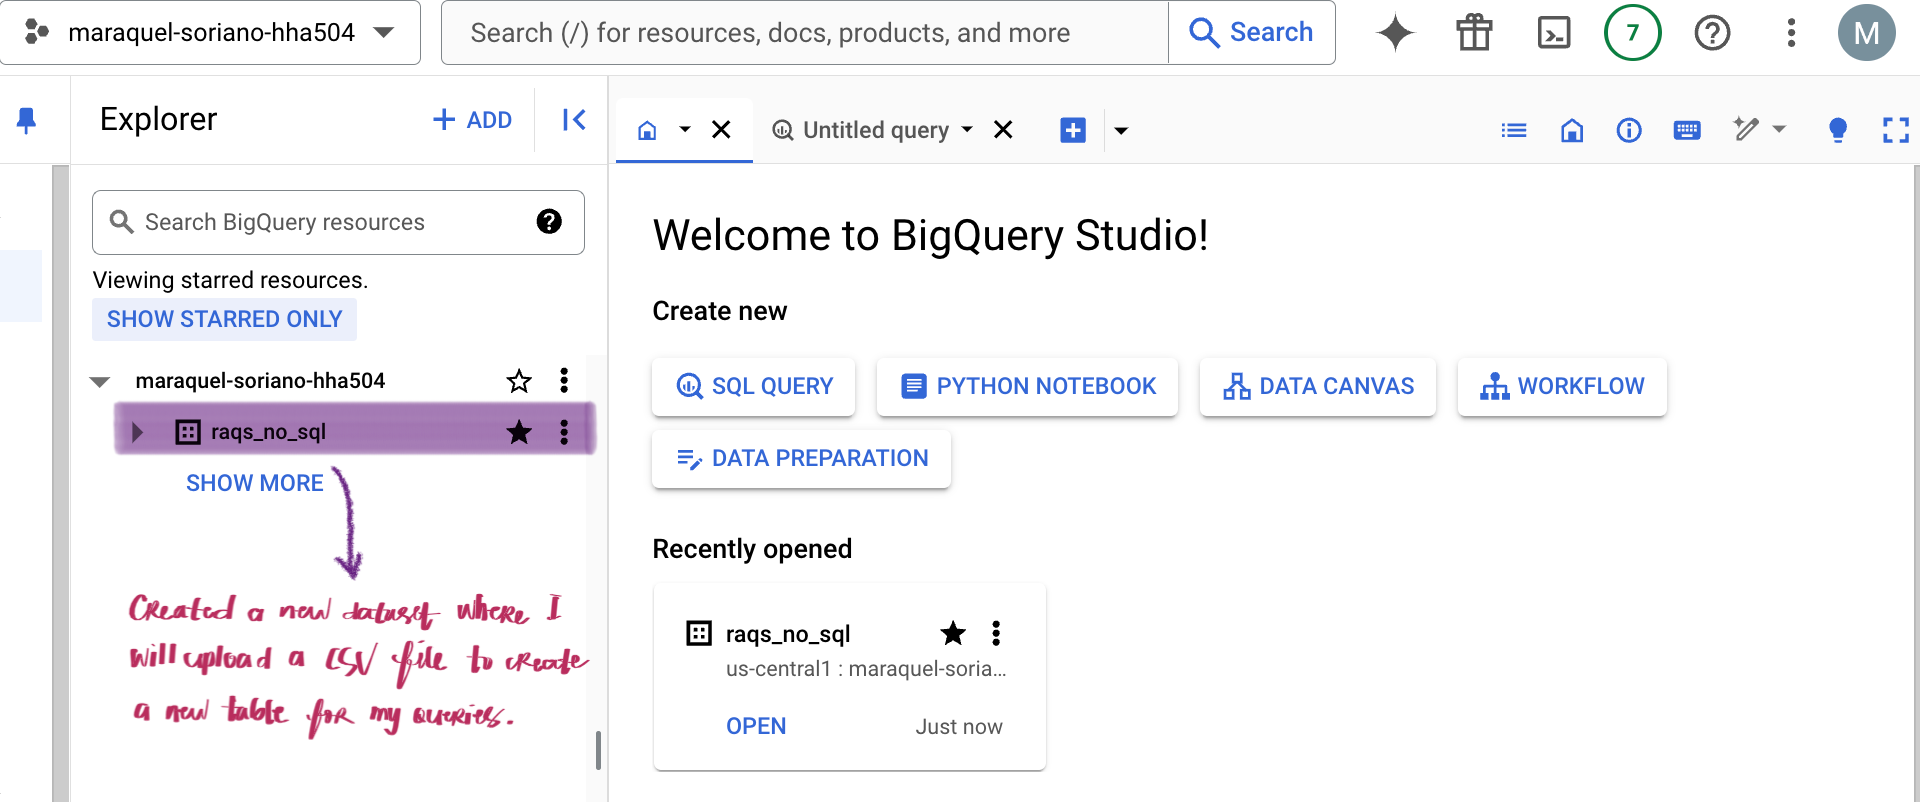 maraquel-soriano-hha504
Search (/) for resources, docs, products, and more
Search
7
M
Explorer
ADD
Untitled query
Search BigQuery resources
Viewing starred resources.
SHOW STARRED ONLY
maraquel-soriano-hha504
raqs_no_sql
SHOW MORE
Created a new dataset where I
will upload a CSV file to create
a new table for my queries.
Welcome to BigQuery Studio!
Create new
SQL QUERY
PYTHON NOTEBOOK
DATA CANVAS
WORKFLOW
DATA PREPARATION
Recently opened
raqs_no_sql
us-central1 : maraquel-soria...
OPEN
Just now